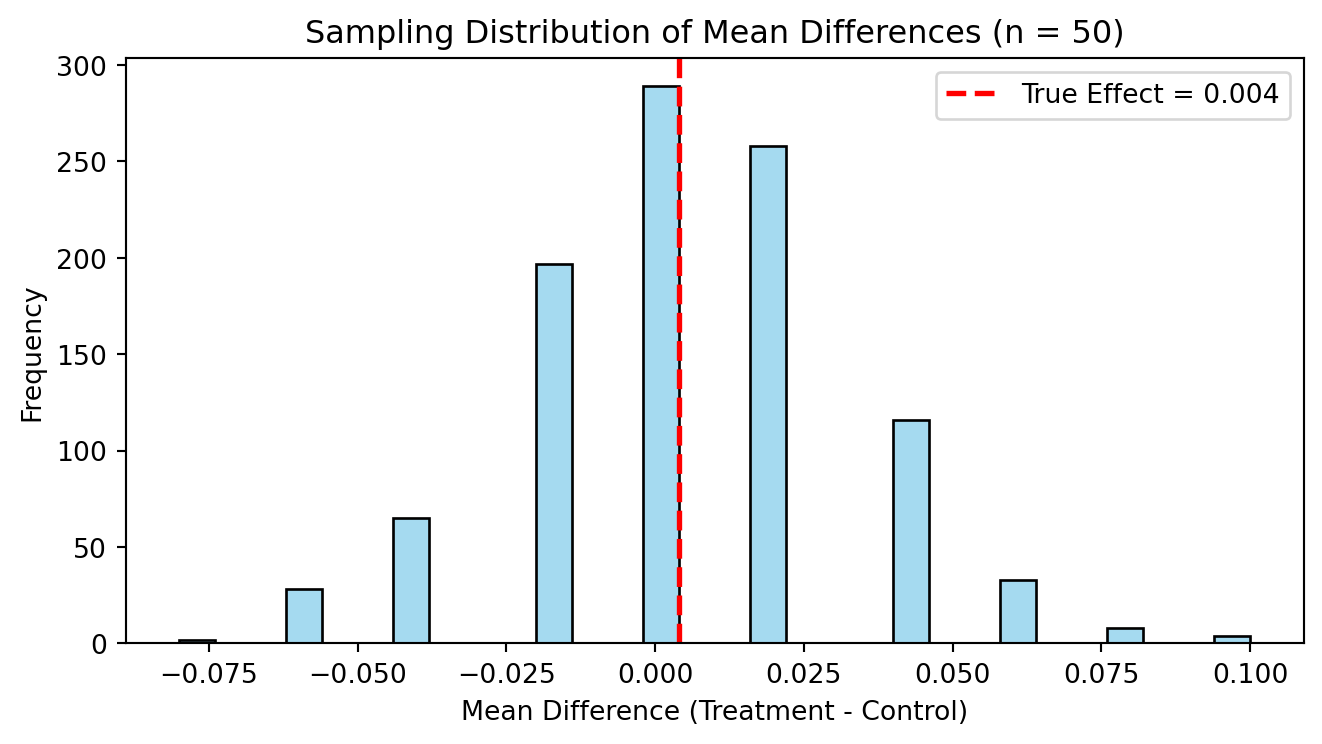 Sampling Distribution of Mean Differences (n = 50)
300
250
200
150
100
50
0
Frequency
True Effect = 0.004
−0.075 −0.050 −0.025 0.000 0.025 0.050 0.075 0.100
Mean Difference (Treatment - Control)